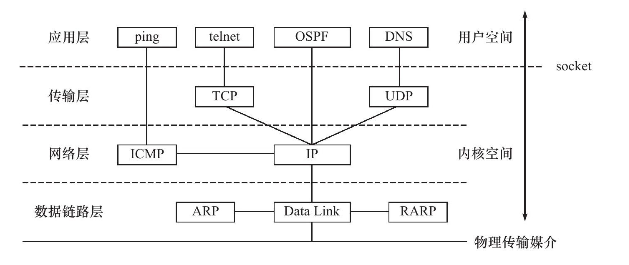 应用层 ping telnet OSPF DNS 用户空间
socket
传输层 TCP UDP
网络层 ICMP IP 内核空间
数据链路层 ARP Data Link RARP
物理传输媒介